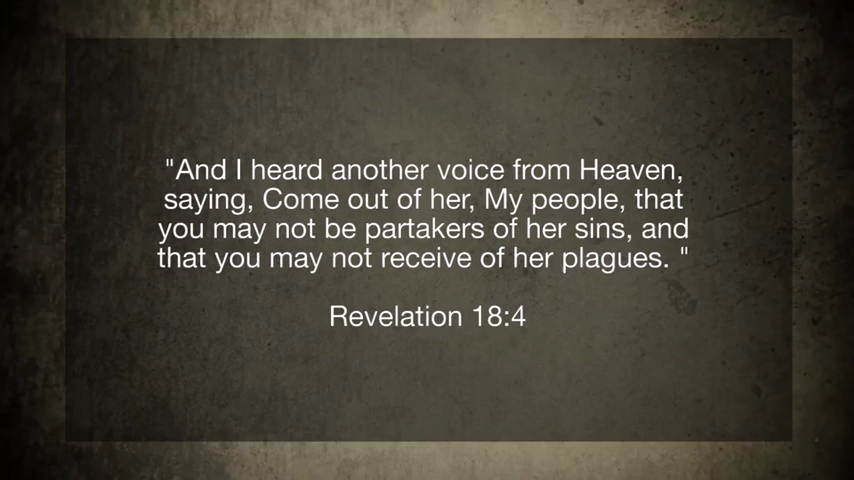 "And I heard another voice from Heaven,
saying, Come out of her, My people, that
you may not be partakers of her sins, and
that you may not receive of her plagues. "
Revelation 18:4